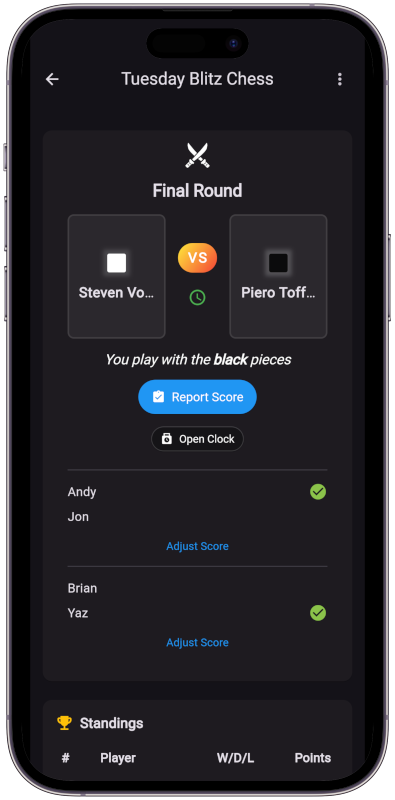 Tuesday Blitz Chess
Final Round
VS
Steven Vo...
Piero Toff...
You play with the black pieces
Report Score
Open Clock
Andy
Jon
Adjust Score
Brian
Yaz
Adjust Score
Standings
# Player W/D/L Points